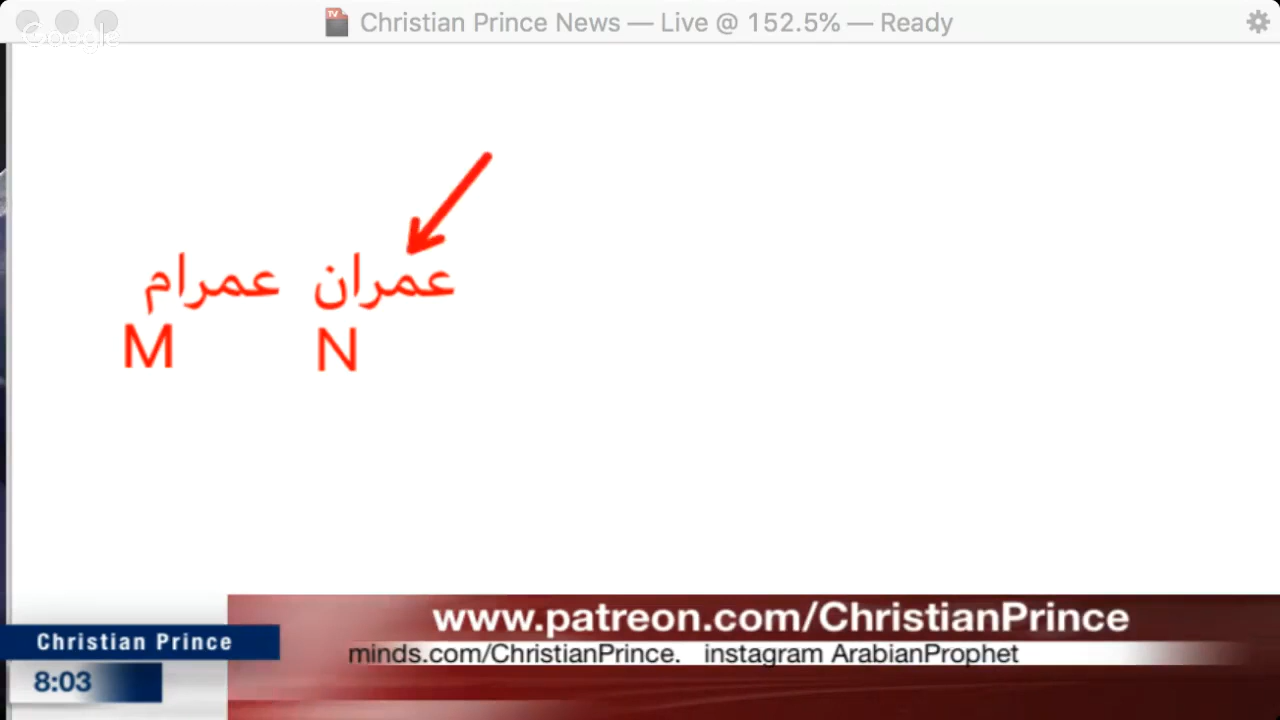 Christian Prince News — Live @ 152.5% — Ready
Google
TV
عمران عمرام
M N
www.patreon.com/ChristianPrince
Christian Prince
minds.com/ChristianPrince. instagram ArabianProphet
8:03